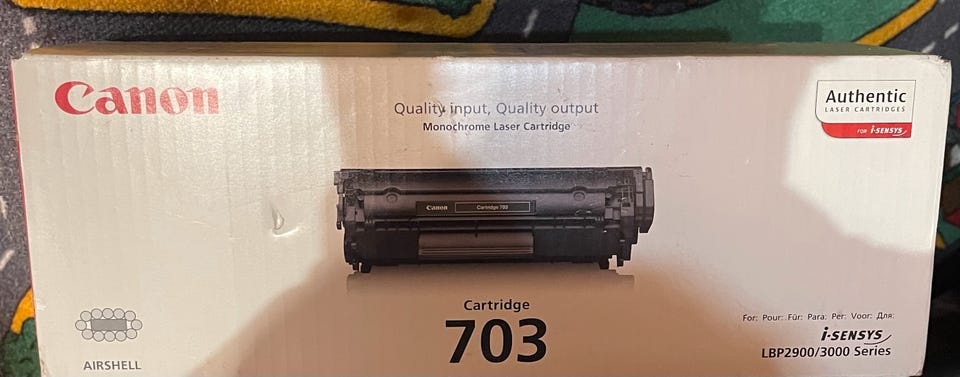 Canon
Quality input, Quality output
Monochrome Laser Cartridge
Authentic
LASER CARTRIDGES
FOR i-SENSYS
Canon Cartridge 703
Cartridge
703
AIRSHELL
For: Pour: Für: Para: Per: Voor: Для:
i-SENSYS
LBP2900/3000 Series